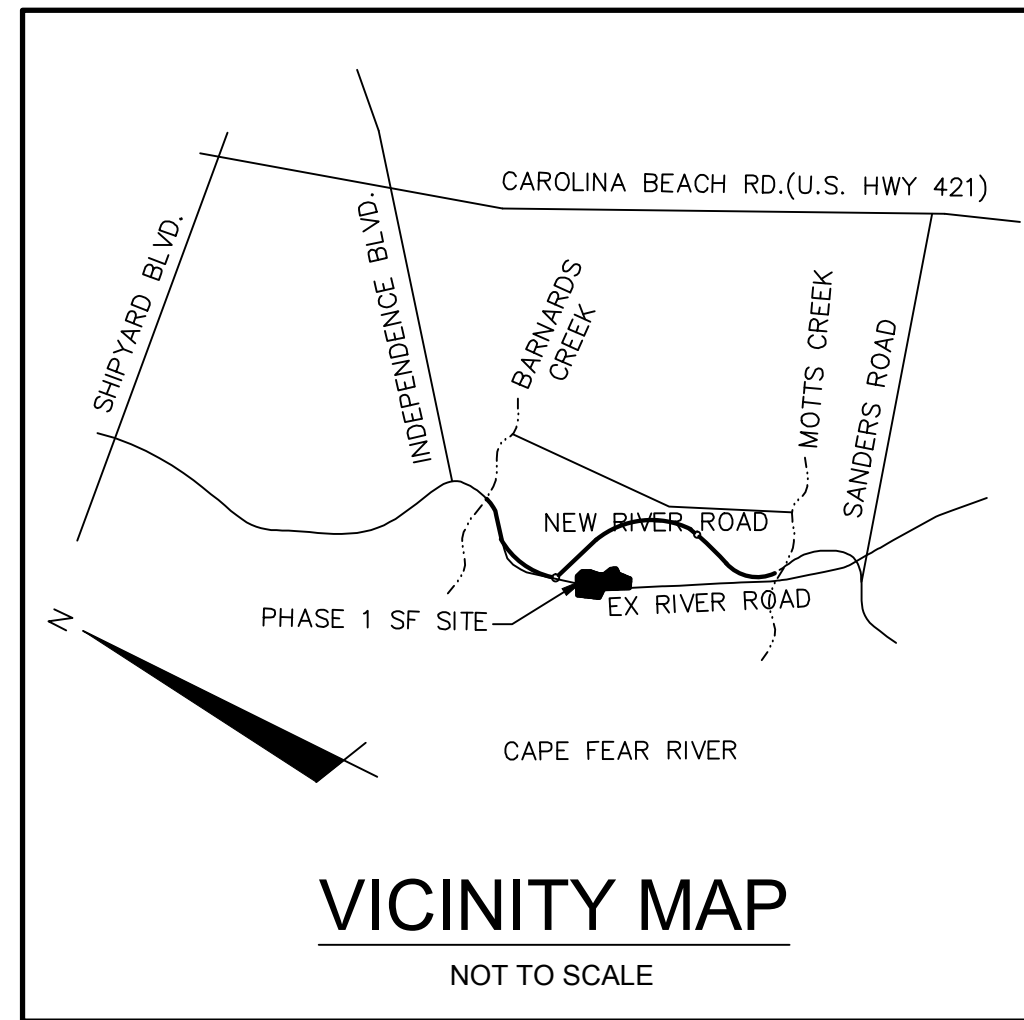 CAROLINA BEACH RD.(U.S. HWY 421)
SHIPYARD BLVD.
INDEPENDENCE BLVD.
BARNARDS
CREEK
MOTTS CREEK
SANDERS ROAD
NEW RIVER ROAD
EX RIVER ROAD
PHASE 1 SF SITE
N
CAPE FEAR RIVER
VICINITY MAP
NOT TO SCALE